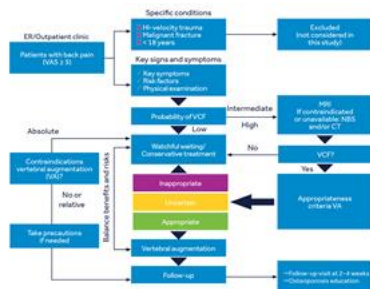 ER/Outpatient clinic
Patients with back pain
(VAS ≥ 5)
Specific conditions
Hi-velocity trauma
Malignant fracture
< 18 years
Excluded
(not considered in
this study)
Key signs and symptoms
Key symptoms
Risk factors
Physical examination
Probability of VCF
Intermediate
High
Low
MRI
If contraindicated
or unavailable: NBS
and/or CT
Absolute
Watchful waiting/
Conservative treatment
No
VCF?
Yes
Contraindications
vertebral augmentation
(VA)?
Balance benefits and risks
Inappropriate
Uncertain
Appropriate
Appropriateness
criteria VA
No or
relative
Take precautions
if needed
Vertebral augmentation
Follow-up
Follow-up visit at 2–4 weeks
Osteoporosis education